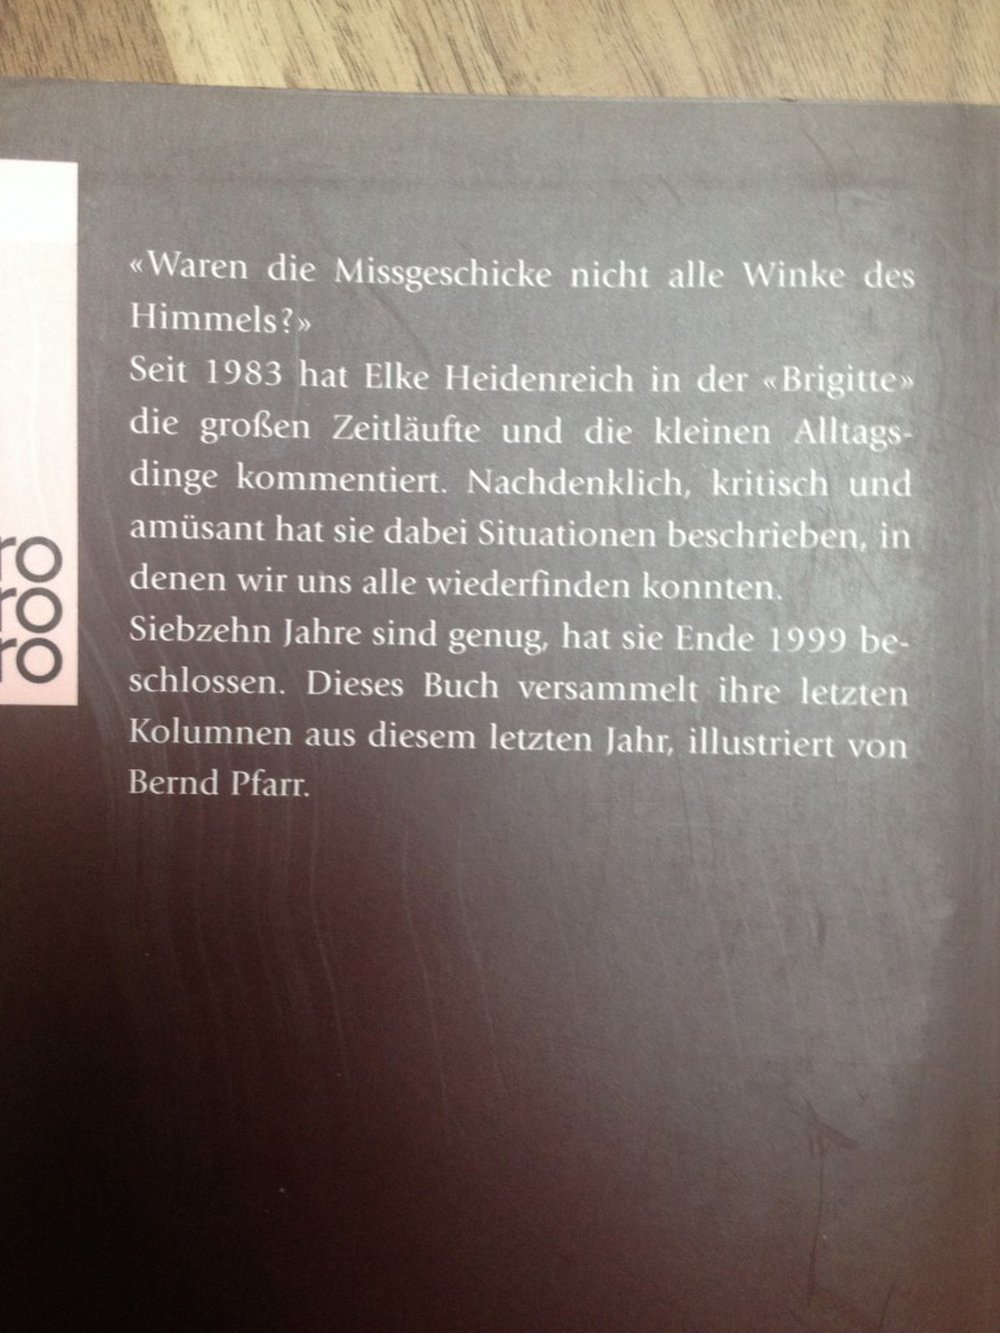 «Waren die Missgeschicke nicht alle Winke des
Himmels?»
Seit 1983 hat Elke Heidenreich in der «Brigitte»
die großen Zeitläufte und die kleinen Alltags-
dinge kommentiert. Nachdenklich, kritisch und
amüsant hat sie dabei Situationen beschrieben, in
denen wir uns alle wiederfinden konnten.
Siebzehn Jahre sind genug, hat sie Ende 1999 be-
schlossen. Dieses Buch versammelt ihre letzten
Kolumnen aus diesem letzten Jahr, illustriert von
Bernd Pfarr.
ro
ro
ro